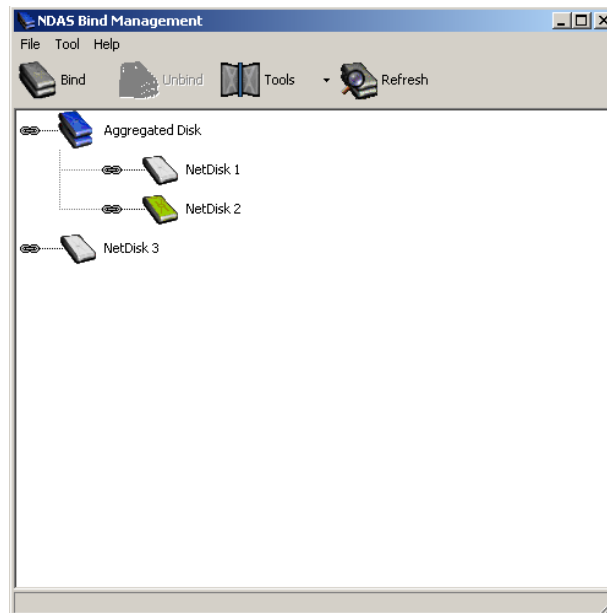 NDAS Bind Management
File Tool Help
Bind Unbind Tools Refresh
Aggregated Disk
NetDisk 1
NetDisk 2
NetDisk 3